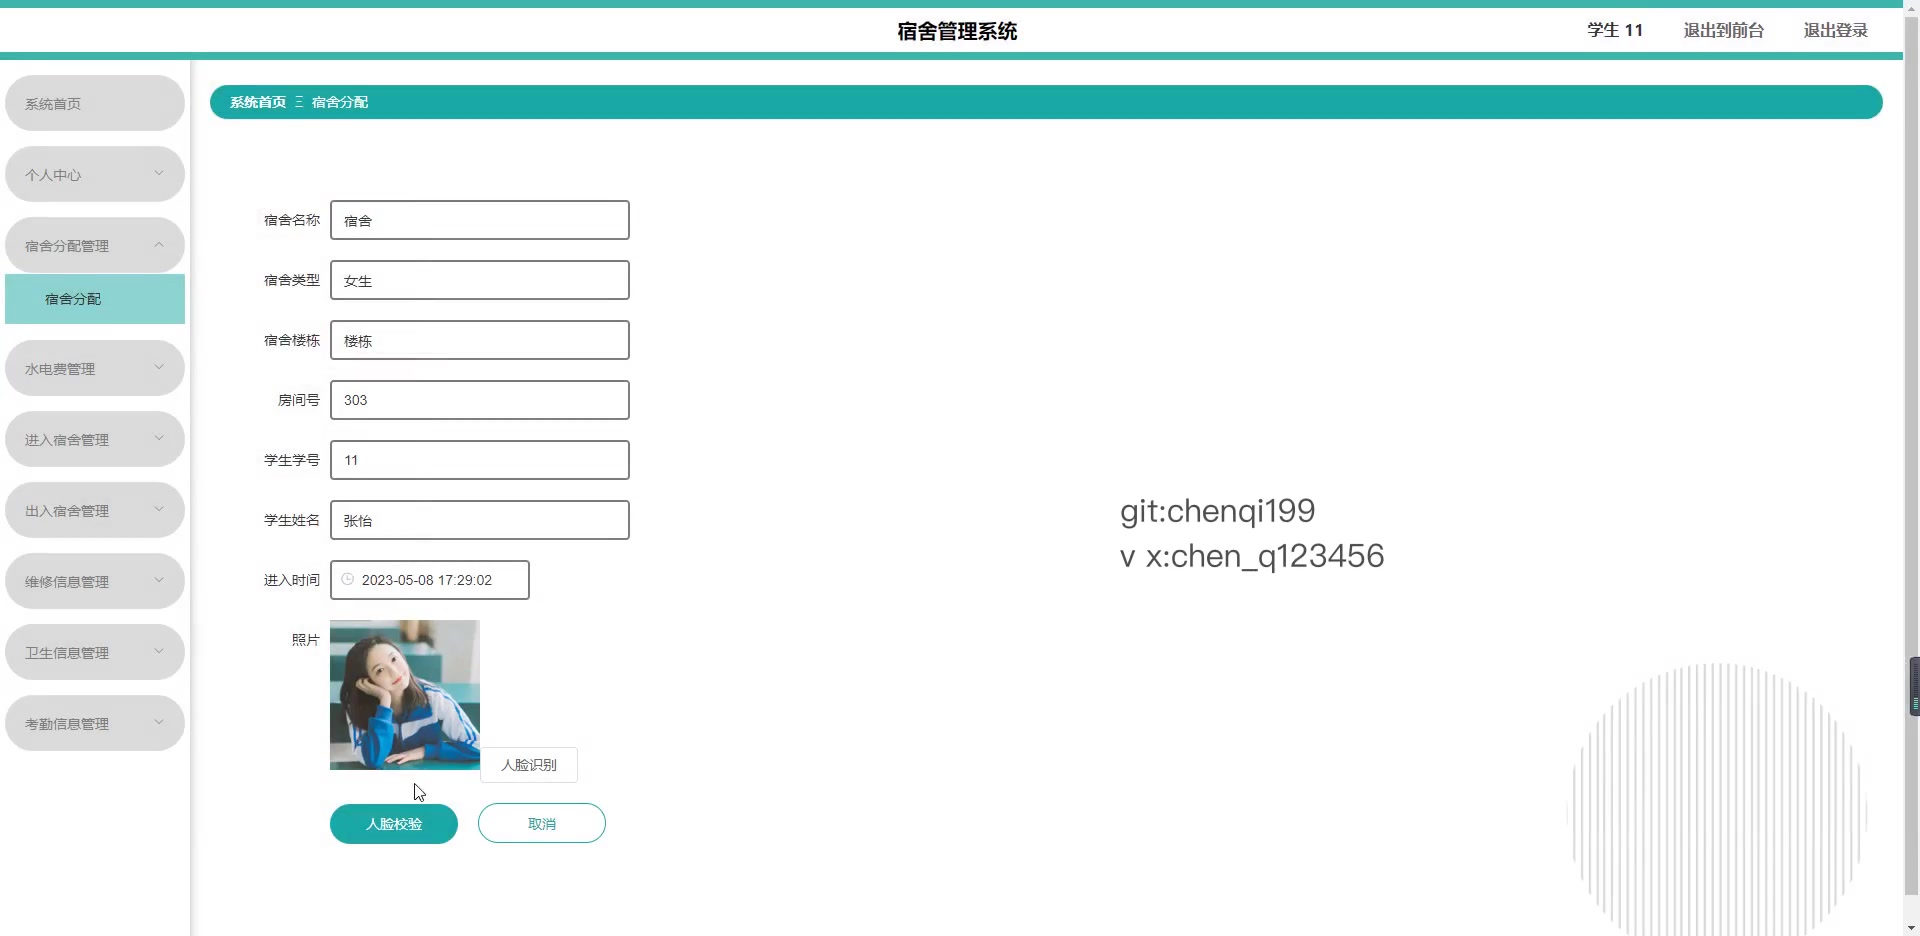 宿舍管理系统
学生 11
退出到前台
退出登录
系统首页
个人中心
宿舍分配管理
宿舍分配
水电费管理
进入宿舍管理
出入宿舍管理
维修信息管理
卫生信息管理
考勤信息管理
系统首页 Ξ 宿舍分配
宿舍名称 宿舍
宿舍类型 女生
宿舍楼栋 楼栋
房间号 303
学生学号 11
学生姓名 张怡
进入时间 2023-05-08 17:29:02
照片
人脸识别
人脸校验
取消
git:chenqi199
v x:chen_q123456